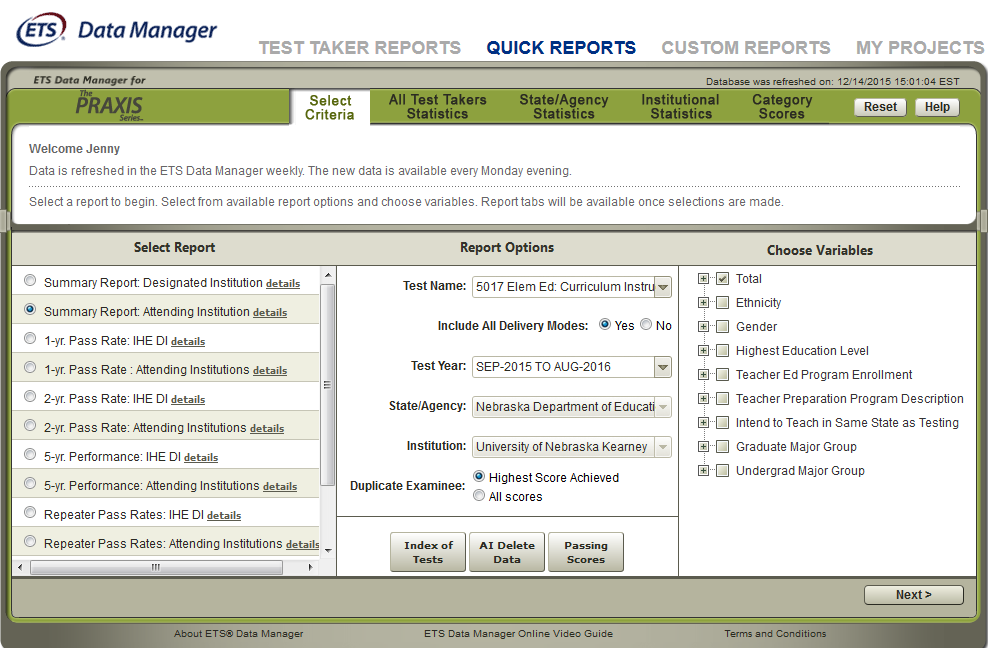 ETS Data Manager
TEST TAKER REPORTS QUICK REPORTS CUSTOM REPORTS MY PROJECTS
ETS Data Manager for
Database was refreshed on: 12/14/2015 15:01:04 EST
The
PRAXIS
Series™
Select
Criteria
All Test Takers
Statistics
State/Agency
Statistics
Institutional
Statistics
Category
Scores
Reset
Help
Welcome Jenny
Data is refreshed in the ETS Data Manager weekly. The new data is available every Monday evening.
Select a report to begin. Select from available report options and choose variables. Report tabs will be available once selections are made.
Select Report
Summary Report: Designated Institution details
Summary Report: Attending Institution details
1-yr. Pass Rate: IHE DI details
1-yr. Pass Rate : Attending Institutions details
2-yr. Pass Rate: IHE DI details
2-yr. Pass Rate: Attending Institutions details
5-yr. Performance: IHE DI details
5-yr. Performance: Attending Institutions details
Repeater Pass Rates: IHE DI details
Repeater Pass Rates: Attending Institutions details
Report Options
Test Name: 5017 Elem Ed: Curriculum Instru
Include All Delivery Modes: Yes No
Test Year: SEP-2015 TO AUG-2016
State/Agency: Nebraska Department of Educati
Institution: University of Nebraska Kearney
Duplicate Examinee: Highest Score Achieved
All scores
Index of
Tests
AI Delete
Data
Passing
Scores
Choose Variables
Total
Ethnicity
Gender
Highest Education Level
Teacher Ed Program Enrollment
Teacher Preparation Program Description
Intend to Teach in Same State as Testing
Graduate Major Group
Undergrad Major Group
Next >
About ETS® Data Manager
ETS Data Manager Online Video Guide
Terms and Conditions